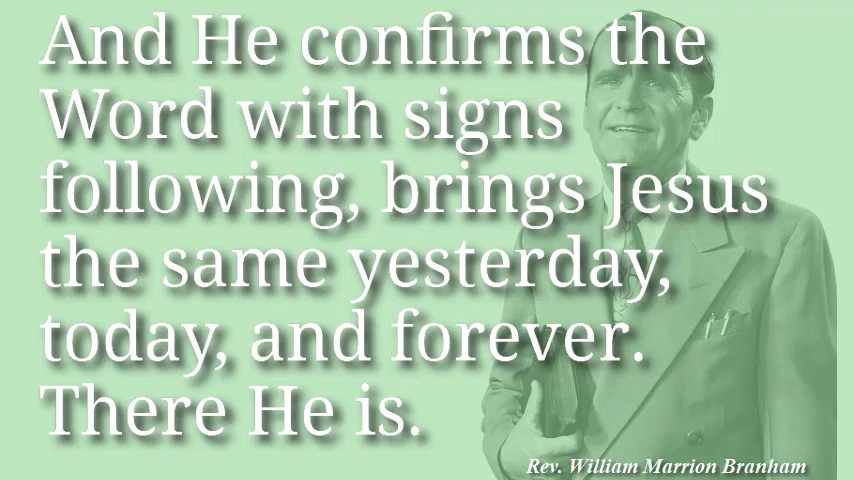 And He confirms the
Word with signs
following, brings Jesus
the same yesterday,
today, and forever.
There He is.
Rev. William Marrion Branham